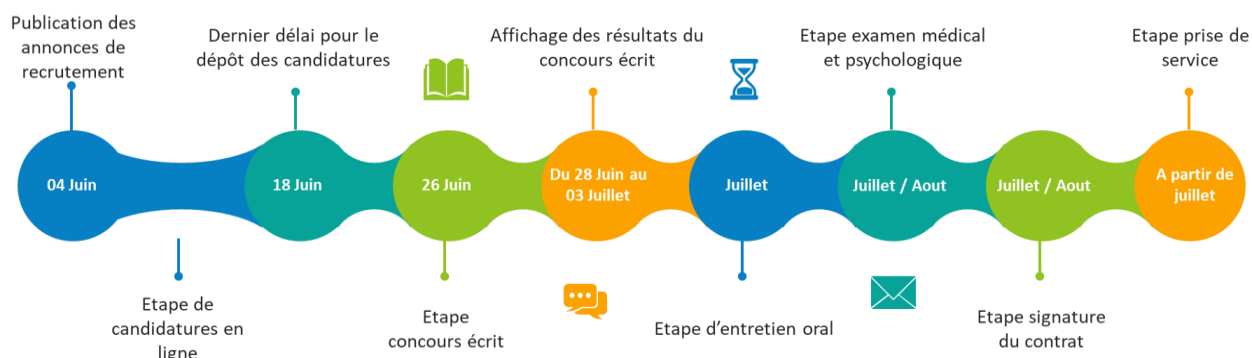 Publication des
annonces de
recrutement
04 Juin
Etape de
candidatures en
ligne
Dernier délai pour le
dépôt des candidatures
18 Juin
26 Juin
Etape
concours écrit
Affichage des résultats du
concours écrit
Du 28 Juin au
03 Juillet
Juillet
Etape d’entretien oral
Etape examen médical
et psychologique
Juillet / Aout
Juillet / Aout
Etape signature
du contrat
Etape prise de
service
A partir de
juillet